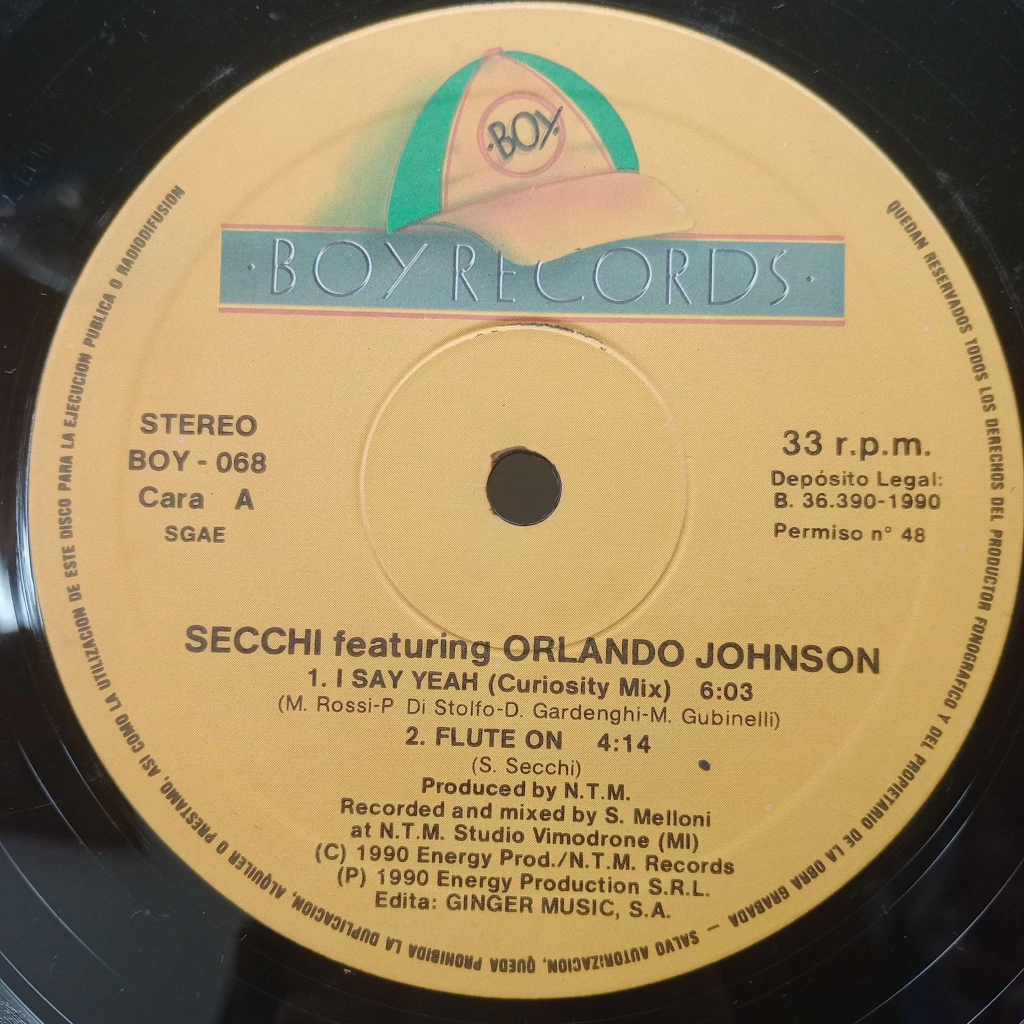 ·BOY·
·BOY RECORDS·
STEREO
BOY - 068
Cara A
SGAE
33 r.p.m.
Depósito Legal:
B. 36.390-1990
Permiso n° 48
SECCHI featuring ORLANDO JOHNSON
1. I SAY YEAH (Curiosity Mix) 6:03
(M. Rossi-P Di Stolfo-D. Gardenghi-M. Gubinelli)
2. FLUTE ON 4:14
(S. Secchi)
Produced by N.T.M.
Recorded and mixed by S. Melloni
at N.T.M. Studio Vimodrone (MI)
(C) 1990 Energy Prod./N.T.M. Records
(P) 1990 Energy Production S.R.L.
Edita: GINGER MUSIC, S.A.
QUEDAN RESERVADOS TODOS LOS DERECHOS DEL PRODUCTOR FONOGRAFICO Y DEL PROPIETARIO DE LA OBRA GRABADA — SALVO AUTORIZACION, QUEDA PROHIBIDA LA DUPLICACION, ALQUILER O PRESTAMO, ASI COMO LA UTILIZACION DE ESTE DISCO PARA LA EJECUCION PUBLICA O RADIODIFUSION